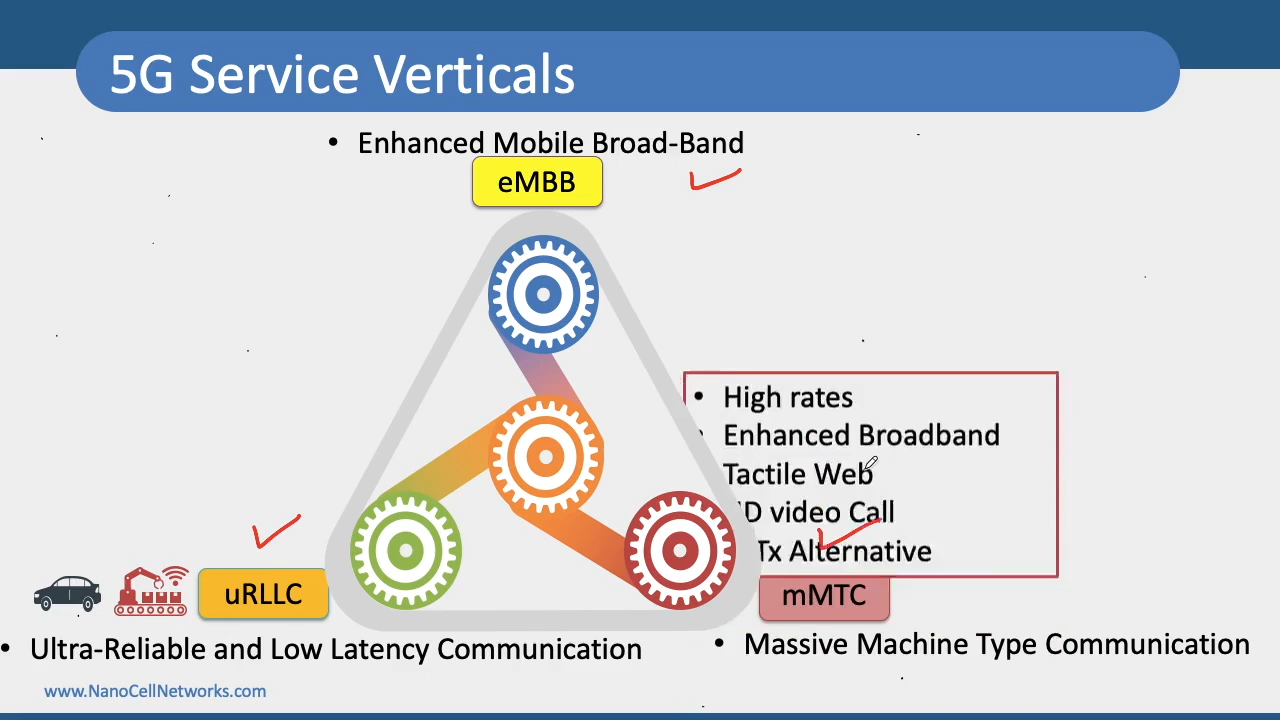 5G Service Verticals
• Enhanced Mobile Broad-Band
eMBB
• High rates
Enhanced Broadband
Tactile Web
video Call
Alternative
uRLLC
mMTC
• Ultra-Reliable and Low Latency Communication
• Massive Machine Type Communication
www.NanoCellNetworks.com